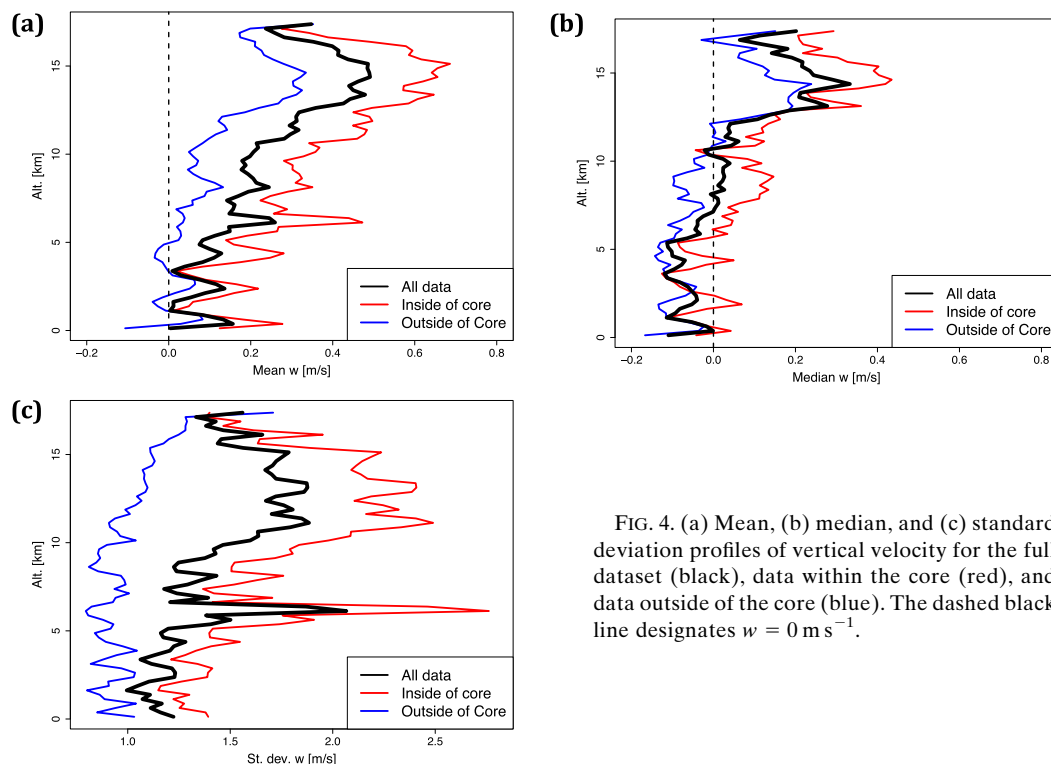 (a)
15
10
5
0
Alt. [km]
−0.2 0.0 0.2 0.4 0.6 0.8
Mean w [m/s]
All data
Inside of core
Outside of Core
(b)
15
10
5
0
Alt. [km]
−0.2 0.0 0.2 0.4 0.6 0.8
Median w [m/s]
All data
Inside of core
Outside of Core
(c)
15
10
5
0
Alt. [km]
1.0 1.5 2.0 2.5
St. dev. w [m/s]
All data
Inside of core
Outside of Core
FIG. 4. (a) Mean, (b) median, and (c) standard
deviation profiles of vertical velocity for the full
dataset (black), data within the core (red), and
data outside of the core (blue). The dashed black
line designates w = 0 m s⁻¹.